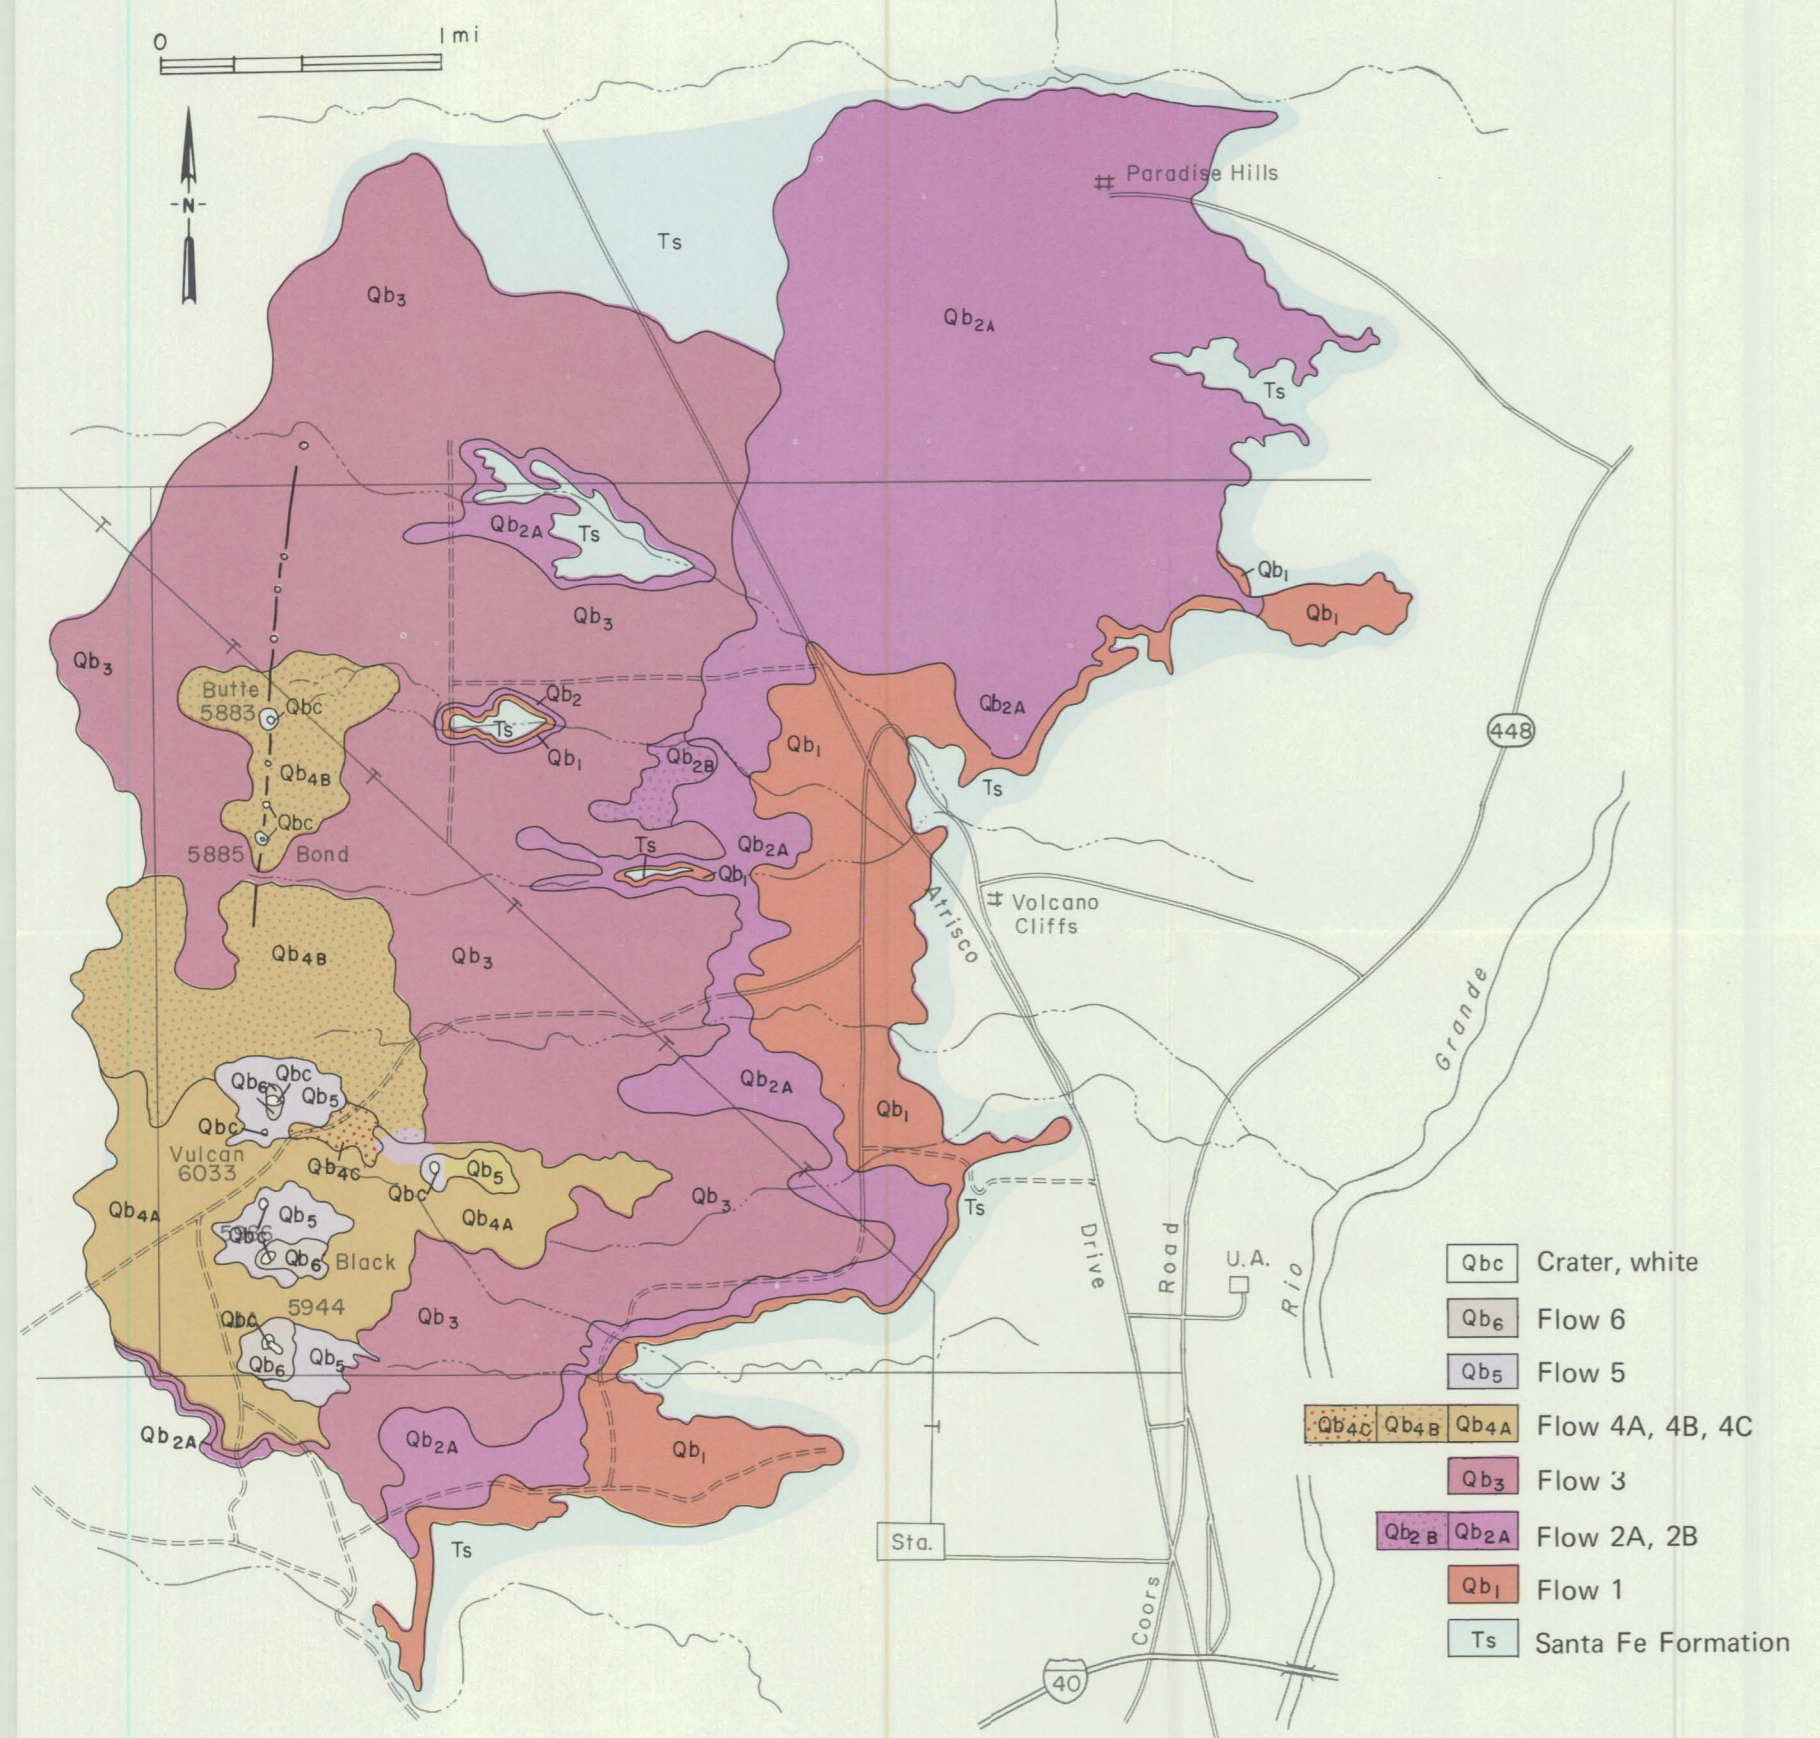 0 1 mi
N
Paradise Hills
Ts
Qb3
Qb2A
Ts
Qb2A
Ts
Qb1
Qb1
Qb3
Qb3
Butte
5883
Qbc
Qb2
Ts
Qb1
Qb2A
448
Qb1
Qb2B
Qb4B
Ts
Qbc
5885
Bond
Ts
Qb2A
Qb1
Atrisco
Volcano
Cliffs
Qb4B
Qb3
Grande
Qb6
Qbc
Qb5
Qb2A
Qb1
Qbc
Vulcan
6033
Qb4C
Qbc
Qb5
Qb4A
Qb3
Ts
Qb4A
Qb5
Qbc
Qb6
Black
Drive
Road
U.A.
Rio
5944
Qbc
Qb3
Qb6
Qb5
Qb2A
Qb2A
Qb1
Ts
Sta.
Coors
40
Qbc Crater, white
Qb6 Flow 6
Qb5 Flow 5
Qb4C Qb4B Qb4A Flow 4A, 4B, 4C
Qb3 Flow 3
Qb2B Qb2A Flow 2A, 2B
Qb1 Flow 1
Ts Santa Fe Formation